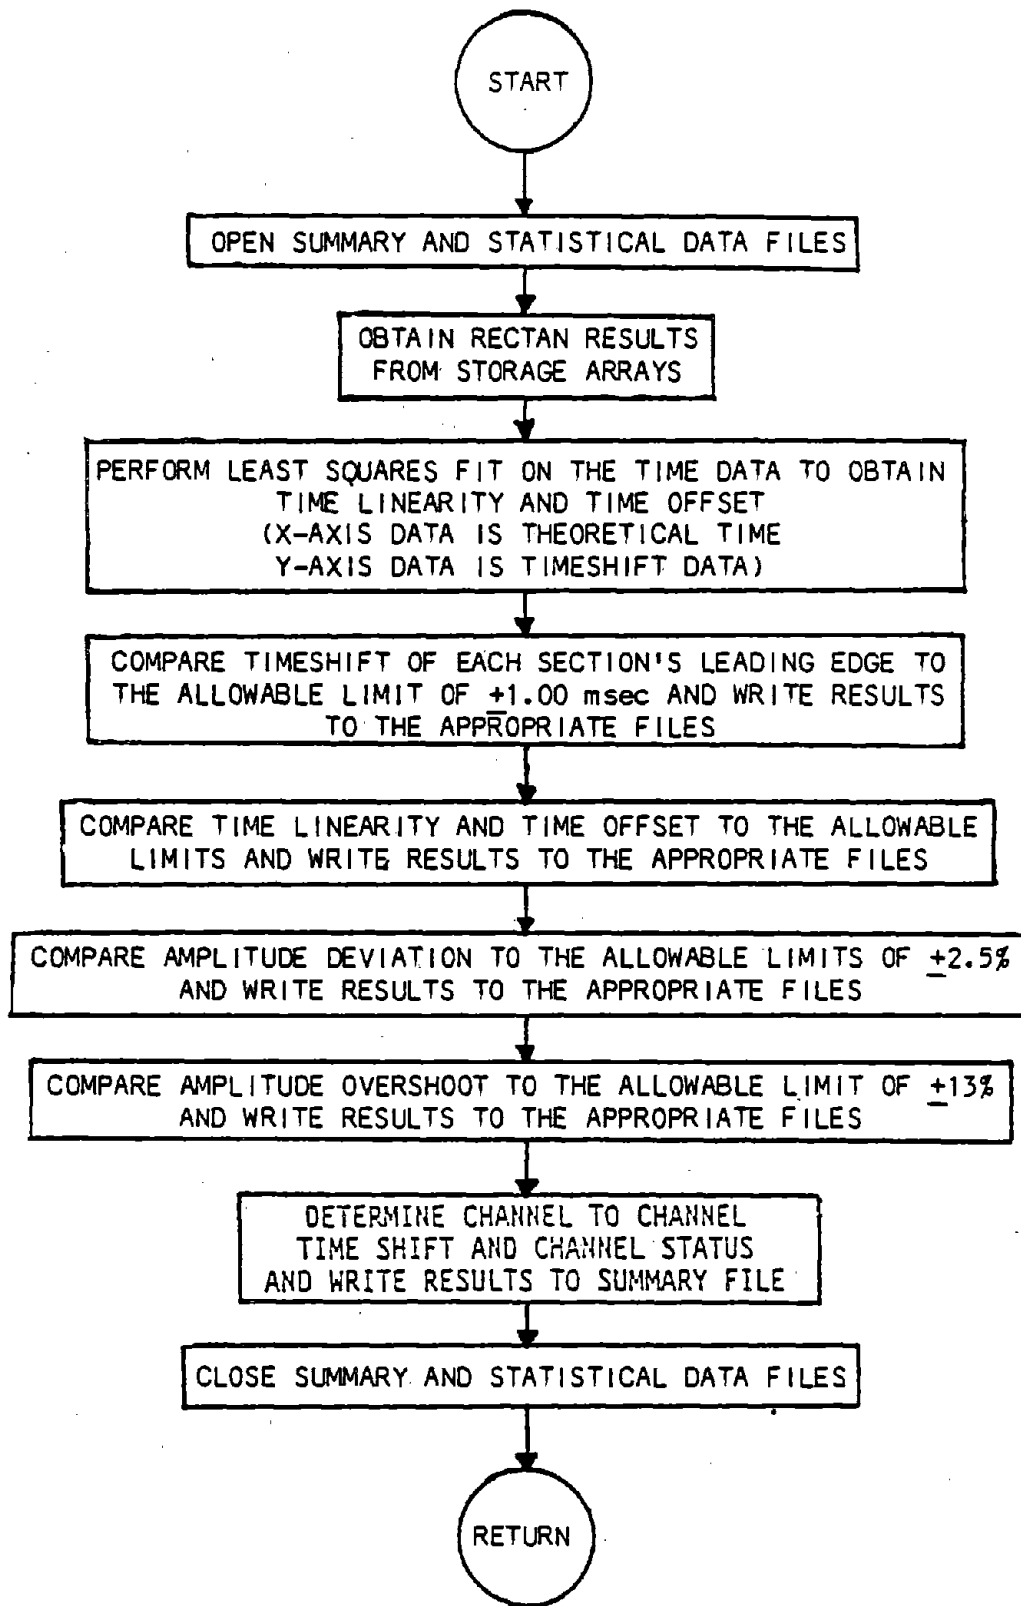 START
OPEN SUMMARY AND STATISTICAL DATA FILES
OBTAIN RECTAN RESULTS
FROM STORAGE ARRAYS
PERFORM LEAST SQUARES FIT ON THE TIME DATA TO OBTAIN
TIME LINEARITY AND TIME OFFSET
(X-AXIS DATA IS THEORETICAL TIME
Y-AXIS DATA IS TIMESHIFT DATA)
COMPARE TIMESHIFT OF EACH SECTION'S LEADING EDGE TO
THE ALLOWABLE LIMIT OF ±1.00 msec AND WRITE RESULTS
TO THE APPROPRIATE FILES
COMPARE TIME LINEARITY AND TIME OFFSET TO THE ALLOWABLE
LIMITS AND WRITE RESULTS TO THE APPROPRIATE FILES
COMPARE AMPLITUDE DEVIATION TO THE ALLOWABLE LIMITS OF ±2.5%
AND WRITE RESULTS TO THE APPROPRIATE FILES
COMPARE AMPLITUDE OVERSHOOT TO THE ALLOWABLE LIMIT OF ±13%
AND WRITE RESULTS TO THE APPROPRIATE FILES
DETERMINE CHANNEL TO CHANNEL
TIME SHIFT AND CHANNEL STATUS
AND WRITE RESULTS TO SUMMARY FILE
CLOSE SUMMARY AND STATISTICAL DATA FILES
RETURN